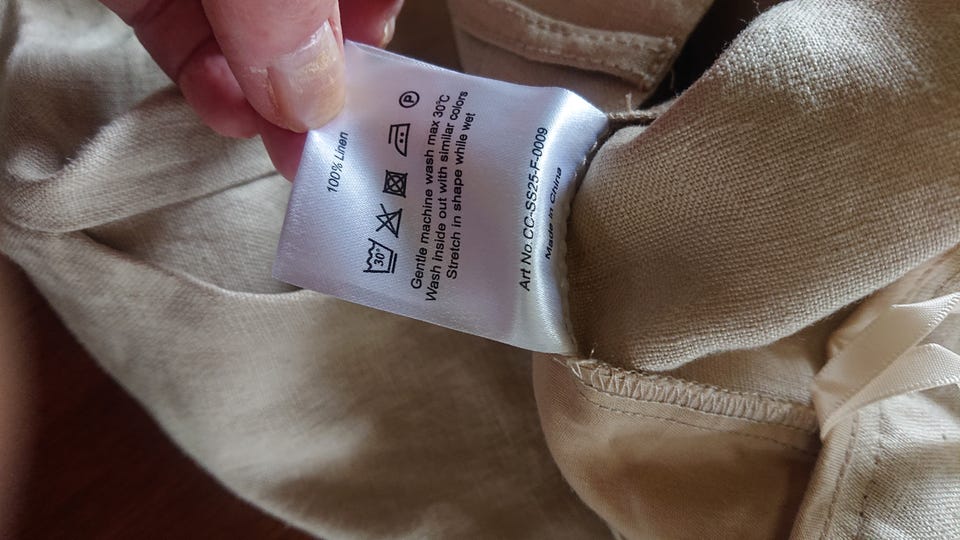 100% Linen
30°
P
Gentle machine wash max 30°C
Wash inside out with similar colors
Stretch in shape while wet
Art No.CC-SS25-F-0009
Made in China